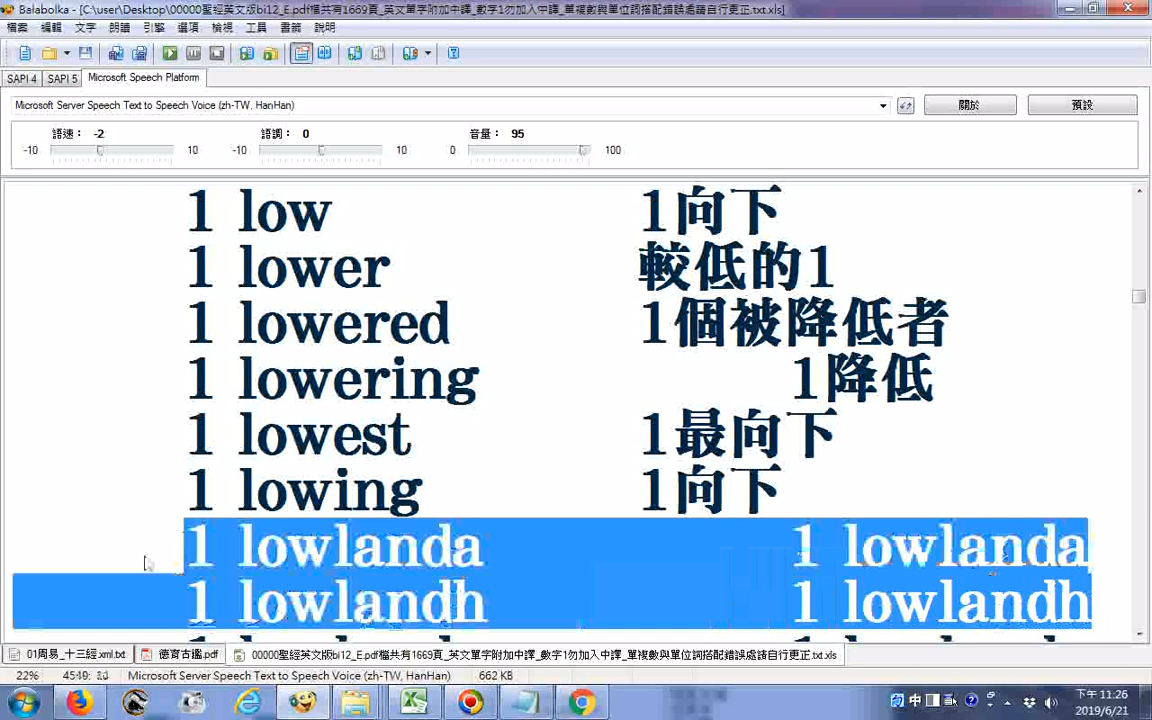 Balabolka - [C:\user\Desktop\00000聖經英文版bi12_E.pdf檔共有1669頁_英文單字附加中譯_數字1勿加入中譯_單複數與單位詞搭配錯誤處請自行更正.txt.xls]
檔案 編輯 文字 朗讀 引擎 選項 檢視 工具 書籤 說明
SAPI 4 SAPI 5 Microsoft Speech Platform
Microsoft Server Speech Text to Speech Voice (zh-TW, HanHan) 關於 預設
語速： -2 語調： 0 音量： 95
-10 10 -10 10 0 100
1 low 1向下
1 lower 較低的1
1 lowered 1個被降低者
1 lowering 1降低
1 lowest 1最向下
1 lowing 1向下
1 lowlanda 1 lowlanda
1 lowlandh 1 lowlandh
01周易_十三經.xml.txt 德育古鑑.pdf 00000聖經英文版bi12_E.pdf檔共有1669頁_英文單字附加中譯_數字1勿加入中譯_單複數與單位詞搭配錯誤處請自行更正.txt.xls
22% Microsoft Server Speech Text to Speech Voice (zh-TW, HanHan) 662 KB
中 下午 11:26
2019/6/21